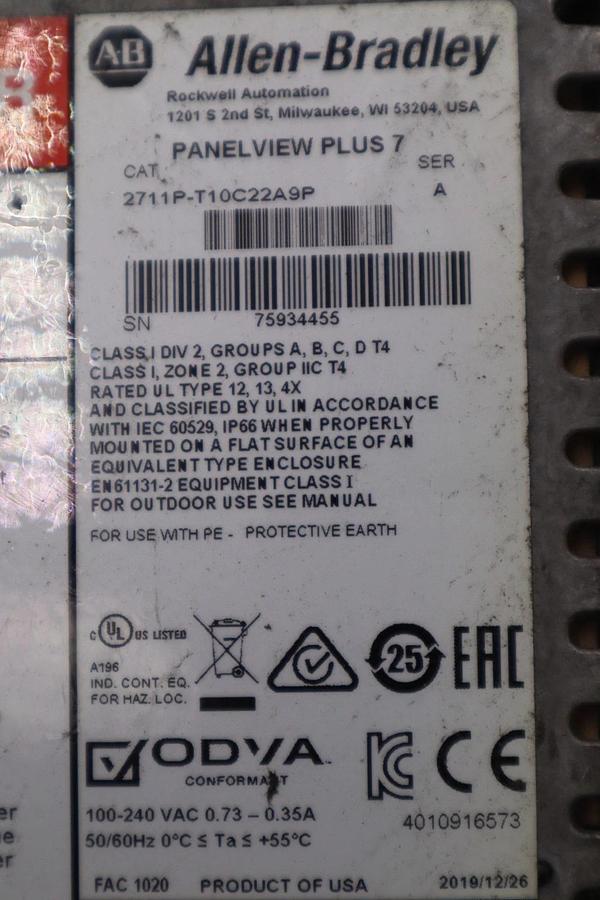 A-B Allen-Bradley
Rockwell Automation
1201 S 2nd St, Milwaukee, WI 53204, USA
PANELVIEW PLUS 7
CAT SER
2711P-T10C22A9P A
SN 75934455
CLASS I DIV 2, GROUPS A, B, C, D T4
CLASS I, ZONE 2, GROUP IIC T4
RATED UL TYPE 12, 13, 4X
AND CLASSIFIED BY UL IN ACCORDANCE
WITH IEC 60529, IP66 WHEN PROPERLY
MOUNTED ON A FLAT SURFACE OF AN
EQUIVALENT TYPE ENCLOSURE
EN61131-2 EQUIPMENT CLASS I
FOR OUTDOOR USE SEE MANUAL
FOR USE WITH PE - PROTECTIVE EARTH
C UL US LISTED 25 EAC
A196
IND. CONT. EQ.
FOR HAZ. LOC.
ODVA KC CE
CONFORMANT
100-240 VAC 0.73 – 0.35A 4010916573
50/60Hz 0°C ≤ Ta ≤ +55°C
FAC 1020 PRODUCT OF USA 2019/12/26